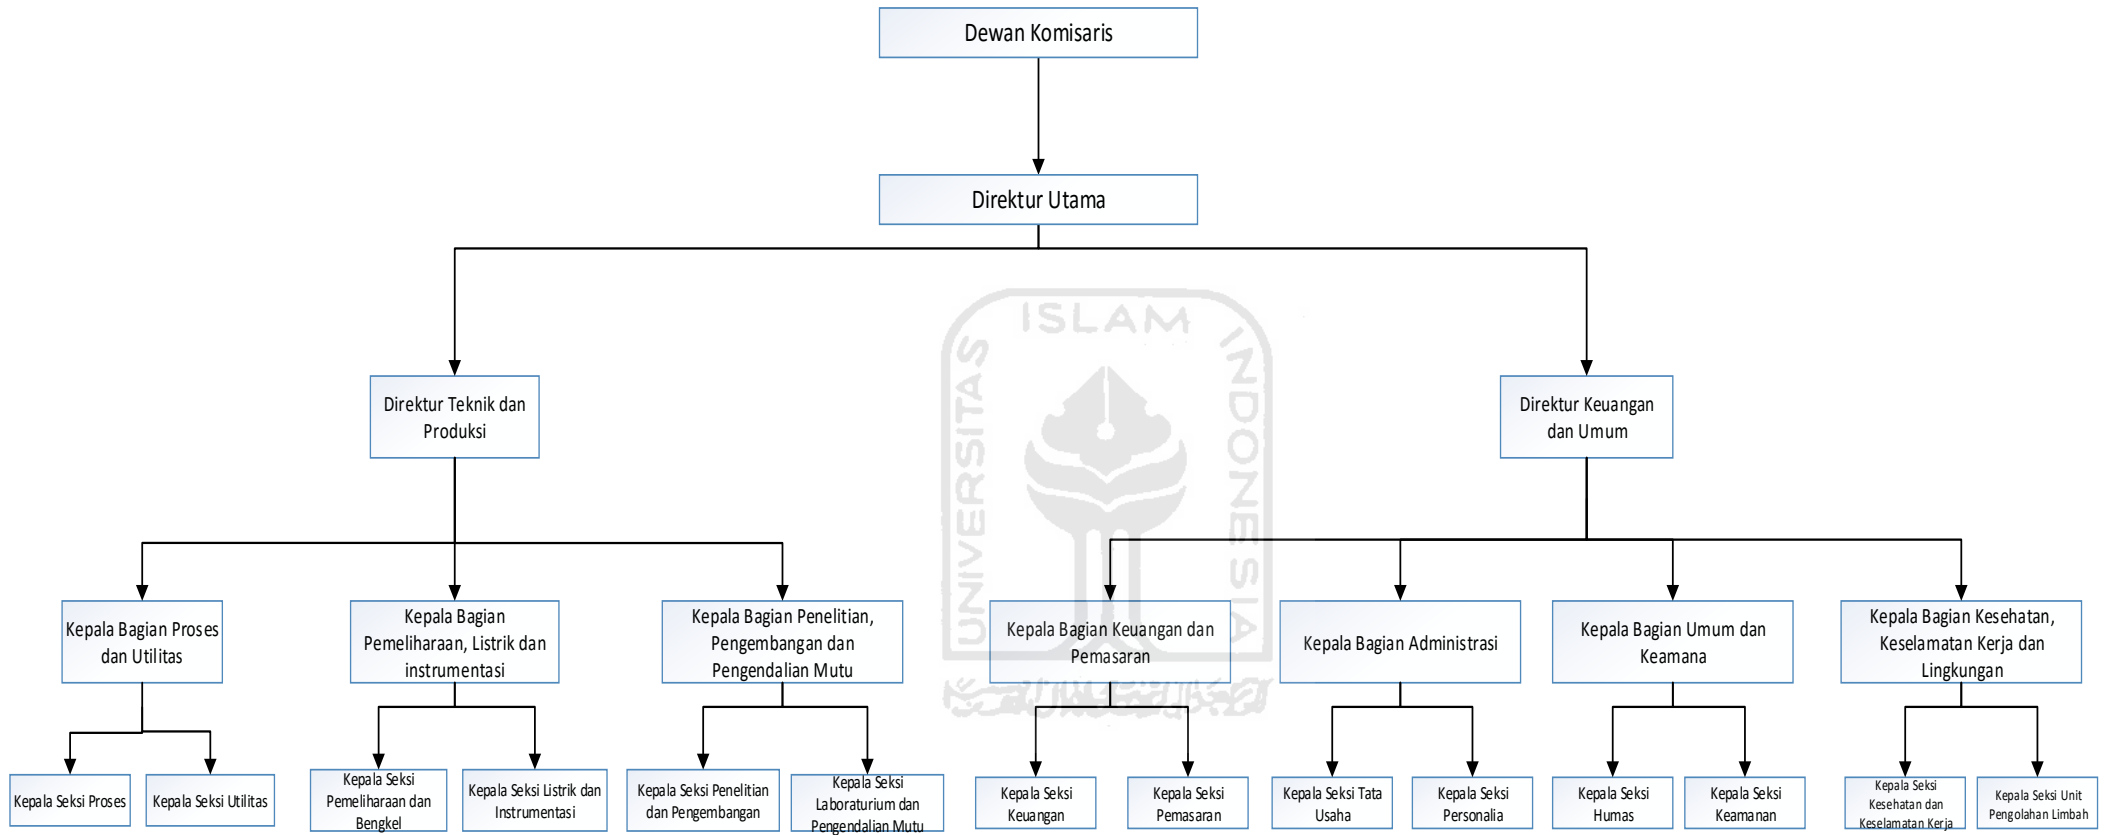 Dewan Komisaris
Direktur Utama
ISLAM
UNIVERSITAS
INDONESIA
Direktur Teknik dan
Produksi
Direktur Keuangan
dan Umum
Kepala Bagian Proses
dan Utilitas
Kepala Bagian
Pemeliharaan, Listrik dan
instrumentasi
Kepala Bagian Penelitian,
Pengembangan dan
Pengendalian Mutu
Kepala Bagian Keuangan dan
Pemasaran
Kepala Bagian Administrasi
Kepala Bagian Umum dan
Keamana
Kepala Bagian Kesehatan,
Keselamatan Kerja dan
Lingkungan
Kepala Seksi Proses
Kepala Seksi Utilitas
Kepala Seksi
Pemeliharaan dan
Bengkel
Kepala Seksi Listrik dan
Instrumentasi
Kepala Seksi Penelitian
dan Pengembangan
Kepala Seksi
Laboraturium dan
Pengendalian Mutu
Kepala Seksi
Keuangan
Kepala Seksi
Pemasaran
Kepala Seksi Tata
Usaha
Kepala Seksi
Personalia
Kepala Seksi
Humas
Kepala Seksi
Keamanan
Kepala Seksi
Kesehatan dan
Keselamatan Kerja
Kepala Seksi Unit
Pengolahan Limbah